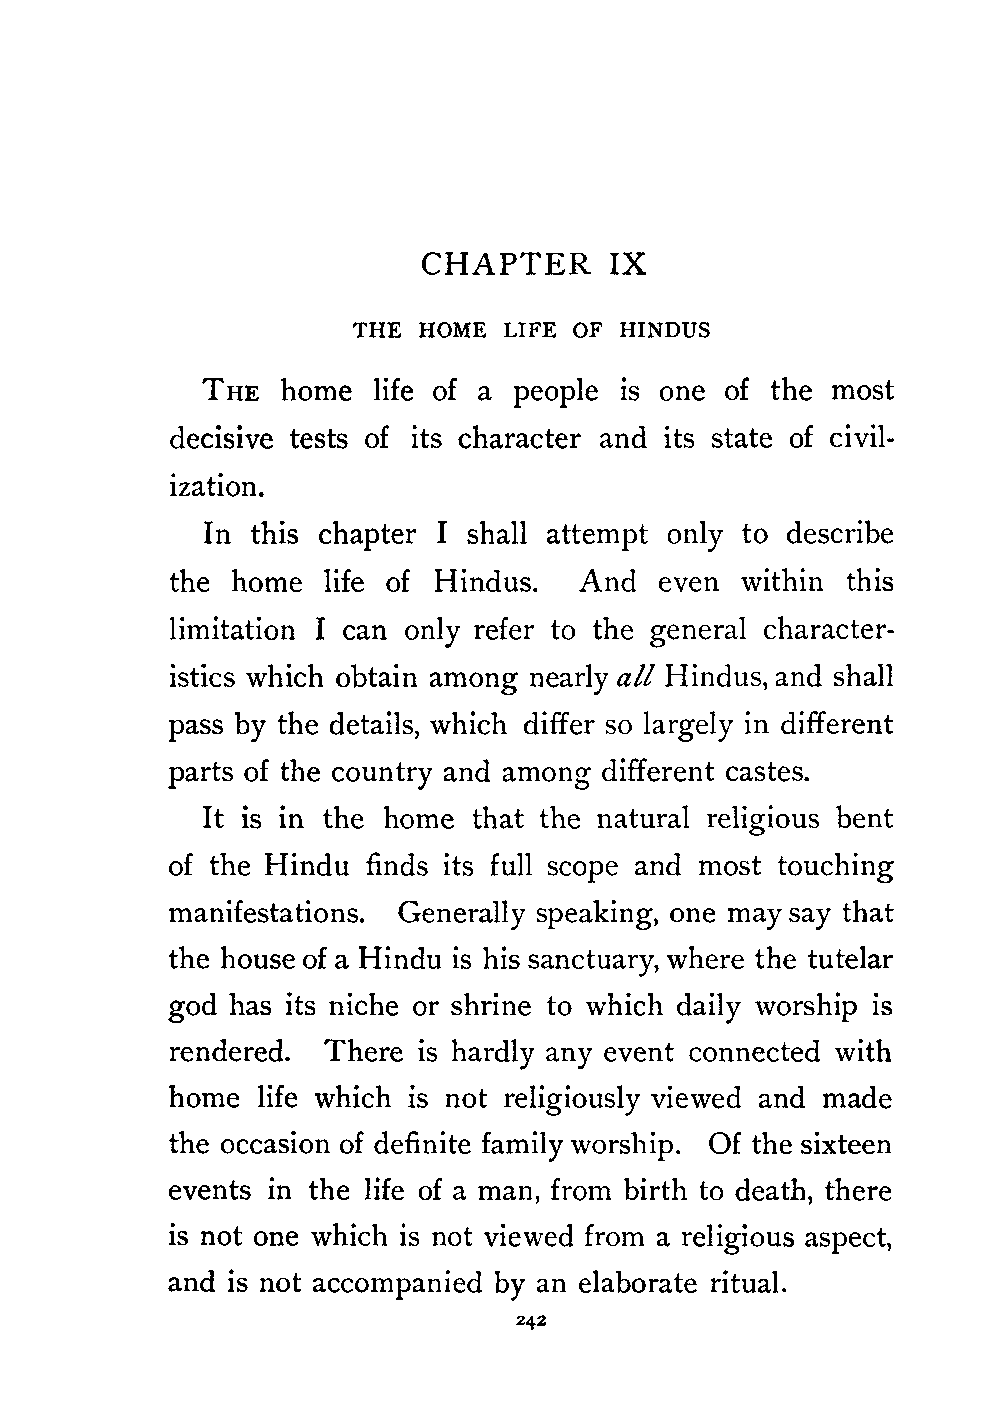 CHAPTER IX
THE HOME LIFE OF HINDUS
THE home life of a people is one of the most
decisive tests of its character and its state of civil-
ization.
In this chapter I shall attempt only to describe
the home life of Hindus. And even within this
limitation I can only refer to the general character-
istics which obtain among nearly all Hindus, and shall
pass by the details, which differ so largely in different
parts of the country and among different castes.
It is in the home that the natural religious bent
of the Hindu finds its full scope and most touching
manifestations. Generally speaking, one may say that
the house of a Hindu is his sanctuary, where the tutelar
god has its niche or shrine to which daily worship is
rendered. There is hardly any event connected with
home life which is not religiously viewed and made
the occasion of definite family worship. Of the sixteen
events in the life of a man, from birth to death, there
is not one which is not viewed from a religious aspect,
and is not accompanied by an elaborate ritual.
242